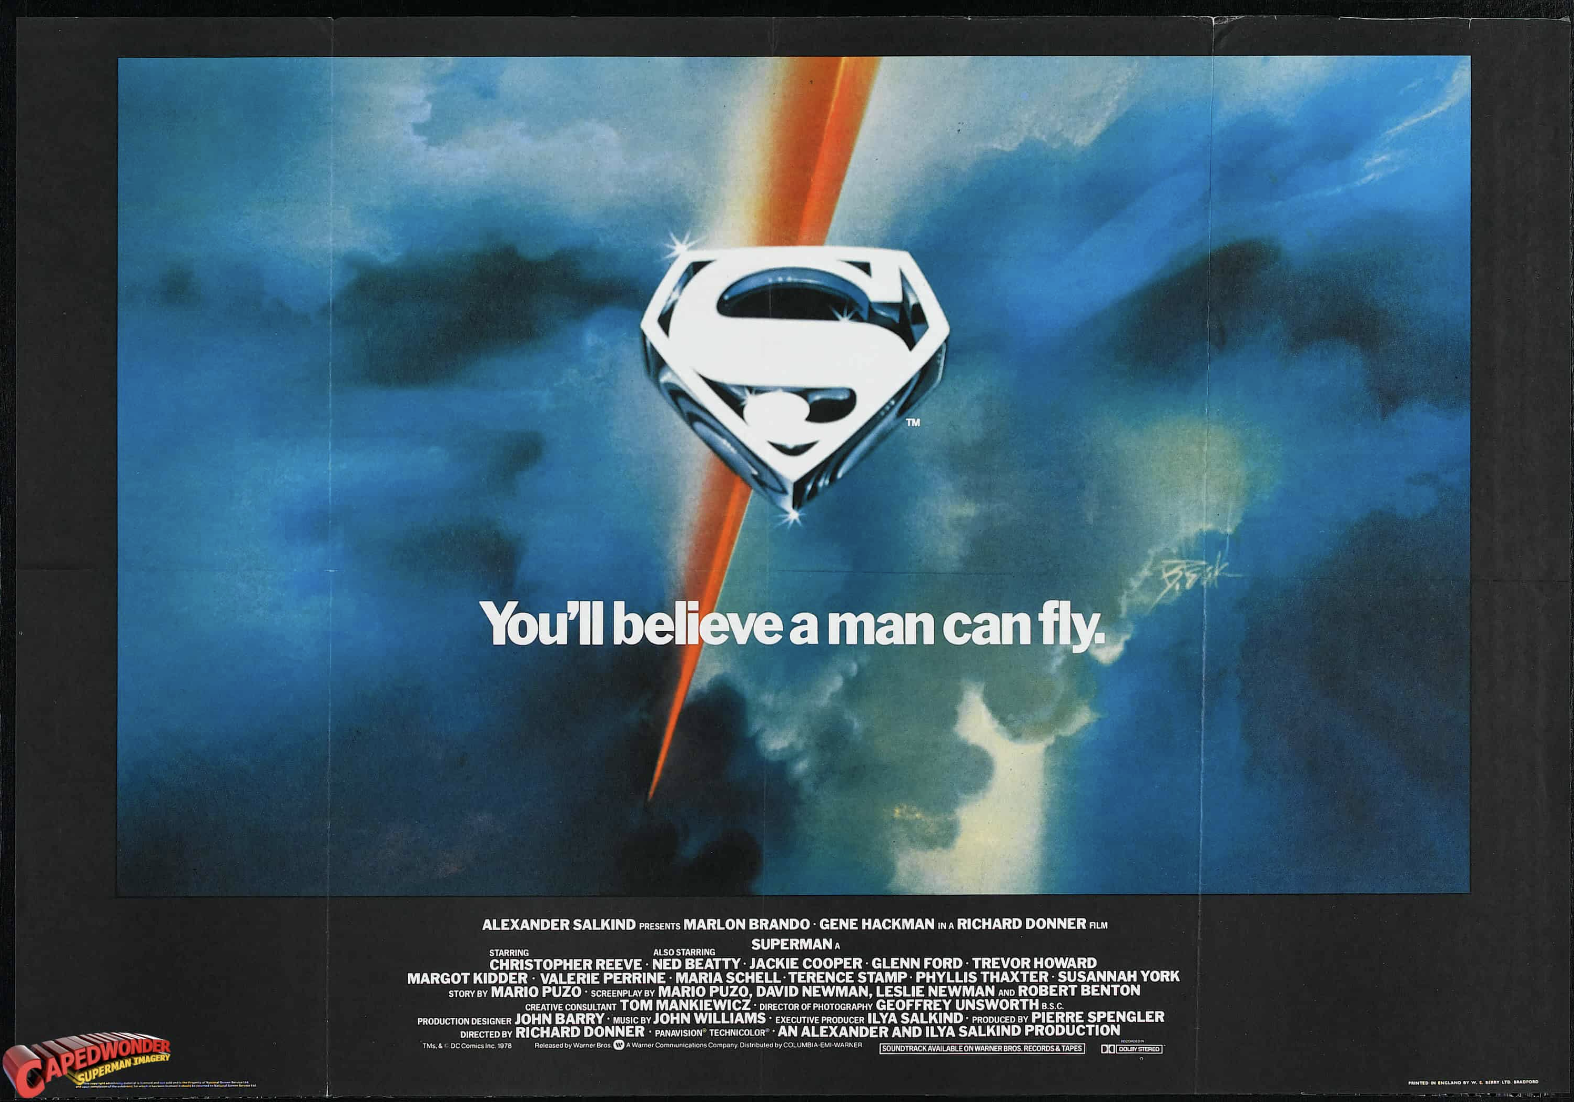 TM
B.Peak
You'll believe a man can fly.
ALEXANDER SALKIND PRESENTS MARLON BRANDO · GENE HACKMAN IN A RICHARD DONNER FILM
SUPERMAN A
STARRING ALSO STARRING
CHRISTOPHER REEVE · NED BEATTY · JACKIE COOPER · GLENN FORD · TREVOR HOWARD
MARGOT KIDDER · VALERIE PERRINE · MARIA SCHELL · TERENCE STAMP · PHYLLIS THAXTER · SUSANNAH YORK
STORY BY MARIO PUZO · SCREENPLAY BY MARIO PUZO, DAVID NEWMAN, LESLIE NEWMAN AND ROBERT BENTON
CREATIVE CONSULTANT TOM MANKIEWICZ · DIRECTOR OF PHOTOGRAPHY GEOFFREY UNSWORTH B.S.C.
PRODUCTION DESIGNER JOHN BARRY · MUSIC BY JOHN WILLIAMS · EXECUTIVE PRODUCER ILYA SALKIND · PRODUCED BY PIERRE SPENGLER
DIRECTED BY RICHARD DONNER · PANAVISION® TECHNICOLOR® · AN ALEXANDER AND ILYA SALKIND PRODUCTION
TMs, & © DC Comics Inc. 1978 Released by Warner Bros. W A Warner Communications Company. Distributed by COLUMBIA-EMI-WARNER SOUNDTRACK AVAILABLE ON WARNER BROS. RECORDS & TAPES DOLBY STEREO
CAPEDWONDER
SUPERMAN IMAGERY
PRINTED IN ENGLAND BY W. E. BERRY LTD. BRADFORD